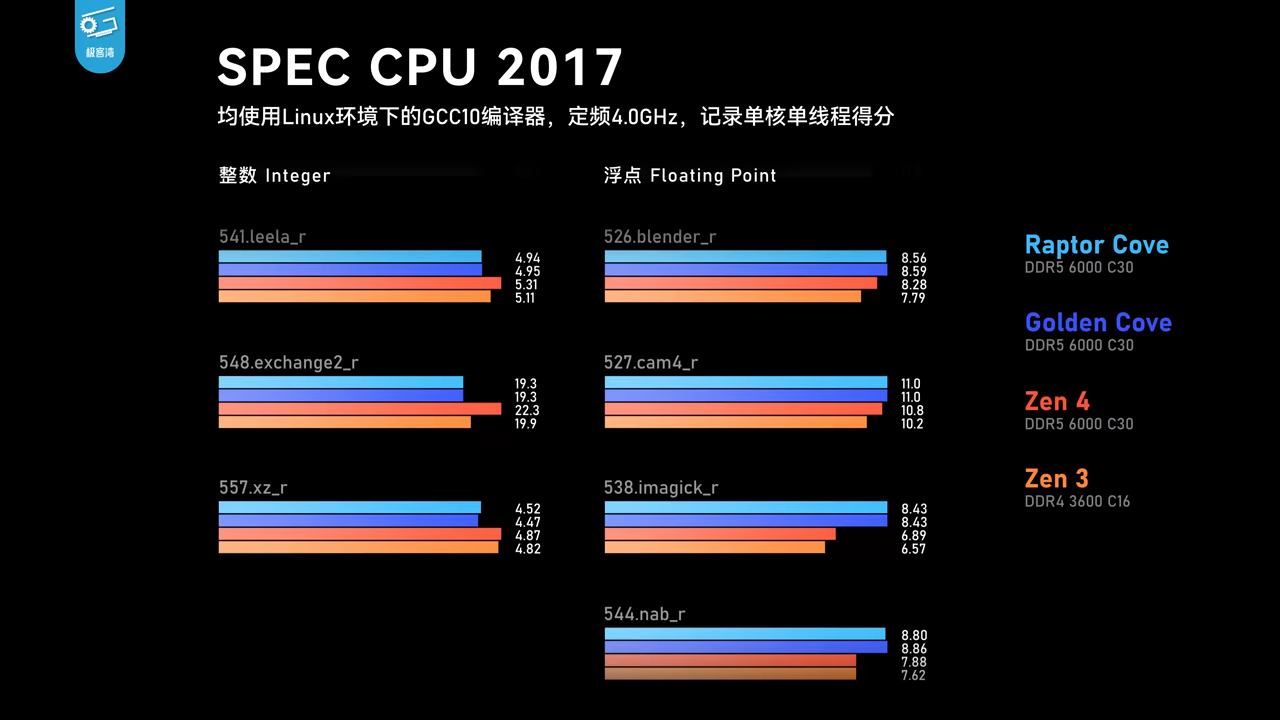 极客湾
SPEC CPU 2017
均使用Linux环境下的GCC10编译器，定频4.0GHz，记录单核单线程得分
整数 Integer
541.leela_r
4.94
4.95
5.31
5.11
548.exchange2_r
19.3
19.3
22.3
19.9
557.xz_r
4.52
4.47
4.87
4.82
浮点 Floating Point
526.blender_r
8.56
8.59
8.28
7.79
527.cam4_r
11.0
11.0
10.8
10.2
538.imagick_r
8.43
8.43
6.89
6.57
544.nab_r
8.80
8.86
7.88
7.62
Raptor Cove
DDR5 6000 C30
Golden Cove
DDR5 6000 C30
Zen 4
DDR5 6000 C30
Zen 3
DDR4 3600 C16